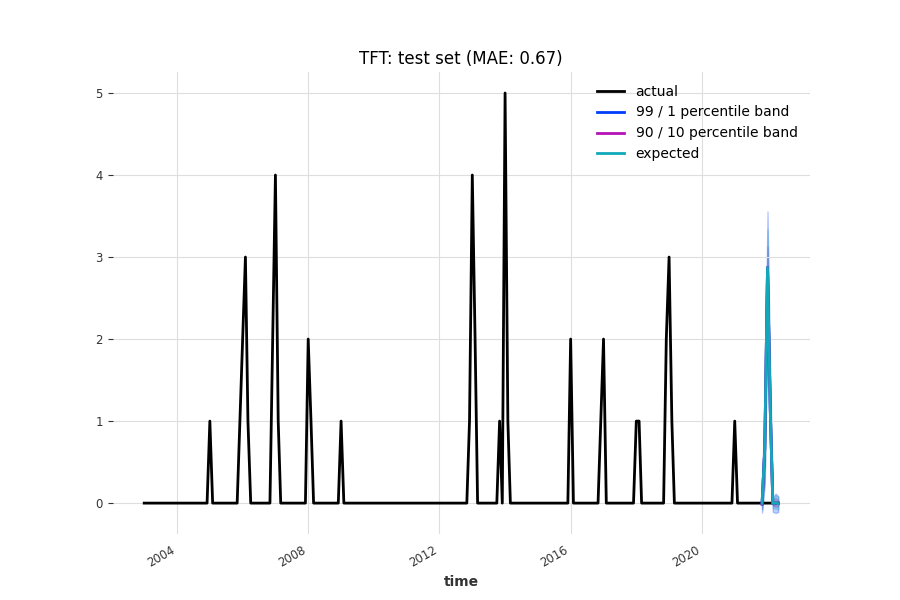 TFT: test set (MAE: 0.67)
actual
99 / 1 percentile band
90 / 10 percentile band
expected
5
4
3
2
1
0
2004
2008
2012
2016
2020
time